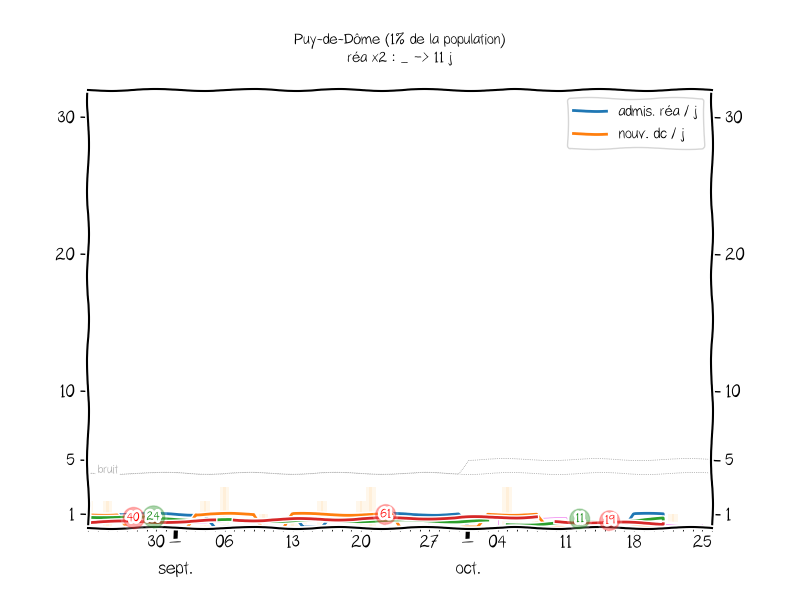 Puy-de-Dôme (1% de la population)
réa x2 : _ -> 11 j
admis. réa / j
nouv. dc / j
30 30
20 20
10 10
5 5
bruit
1 1
40 24 61 11 19
30 06 13 20 27 04 11 18 25
sept. oct.